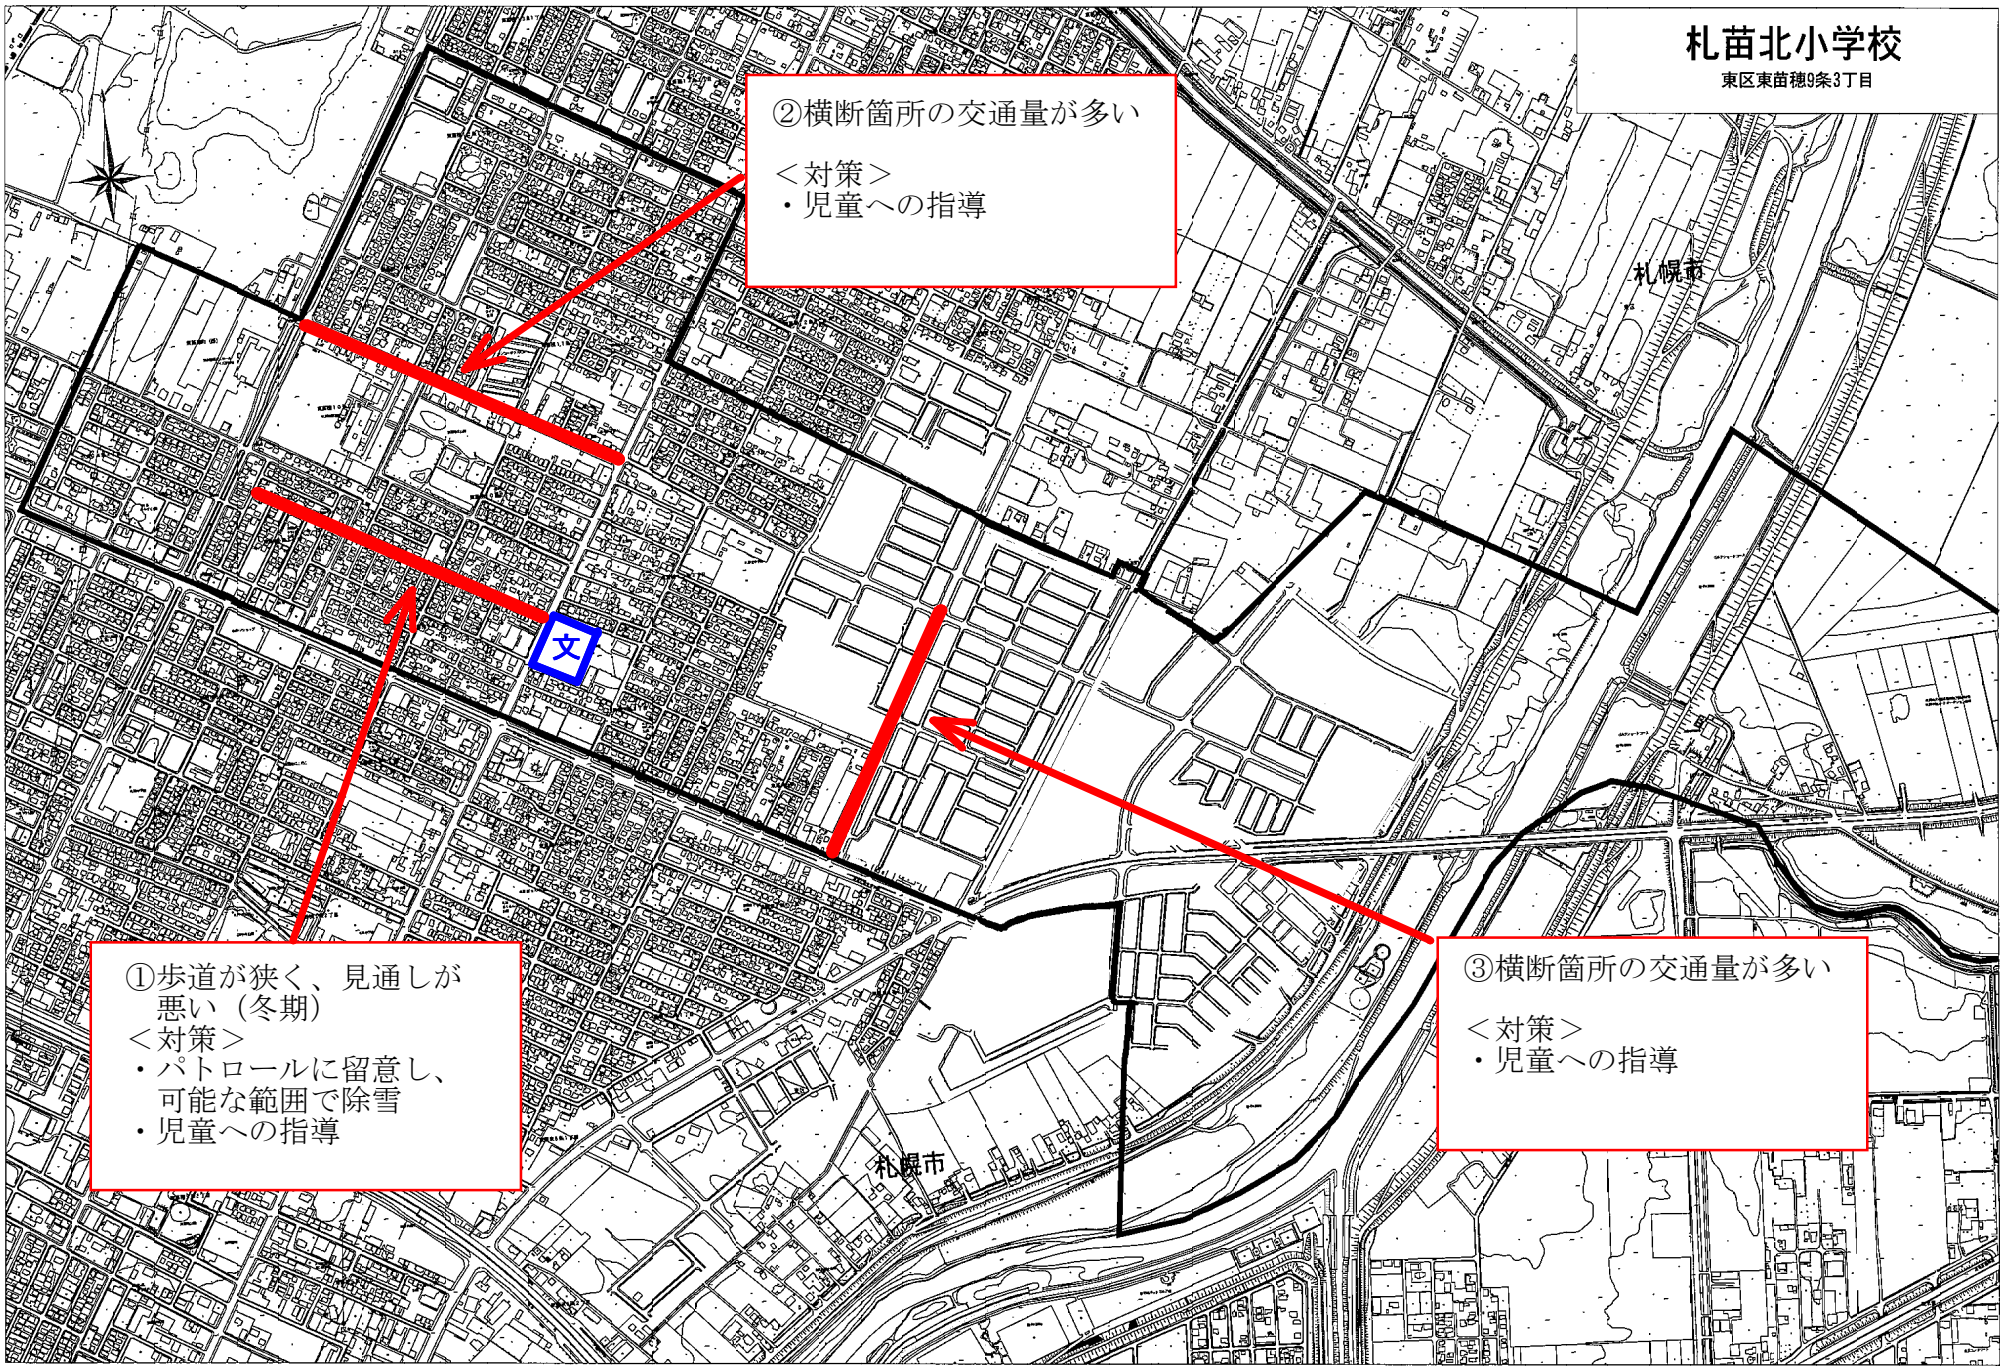 札苗北小学校
東区東苗穂9条3丁目
②横断箇所の交通量が多い
＜対策＞
・児童への指導
札幌市
文
①歩道が狭く、見通しが
悪い（冬期）
＜対策＞
・パトロールに留意し、
可能な範囲で除雪
・児童への指導
③横断箇所の交通量が多い
＜対策＞
・児童への指導
札幌市